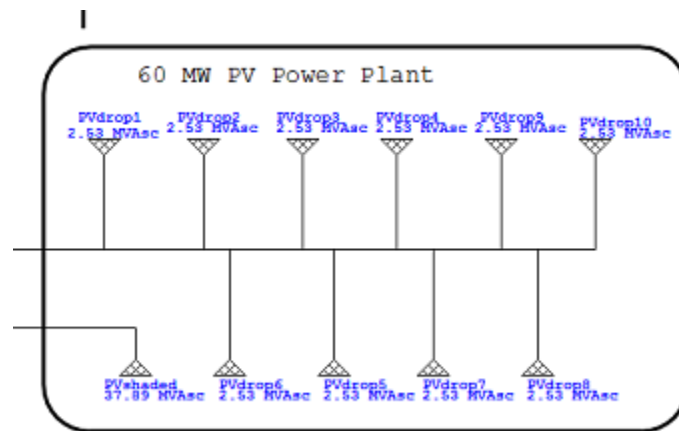 60 MW PV Power Plant
PVdrop1
2.53 MVAsc
PVdrop2
2.53 MVAsc
PVdrop3
2.53 MVAsc
PVdrop4
2.53 MVAsc
PVdrop9
2.53 MVAsc
PVdrop10
2.53 MVAsc
PVshaded
37.89 MVAsc
PVdrop6
2.53 MVAsc
PVdrop5
2.53 MVAsc
PVdrop7
2.53 MVAsc
PVdrop8
2.53 MVAsc